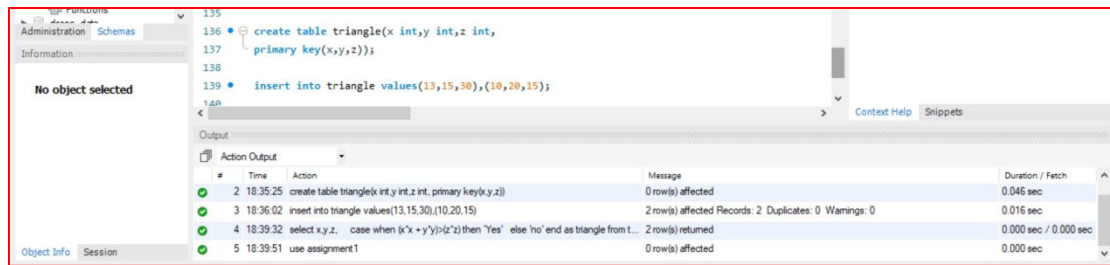 Functions
135
Administration Schemas
136 create table triangle(x int,y int,z int,
Information
137 primary key(x,y,z));
138
No object selected
139 insert into triangle values(13,15,30),(10,20,15);
140
Context Help Snippets
Output
Action Output
# Time Action Message Duration / Fetch
2 18:35:25 create table triangle(x int,y int,z int, primary key(x,y,z)) 0 row(s) affected 0.046 sec
3 18:36:02 insert into triangle values(13,15,30),(10,20,15) 2 row(s) affected Records: 2 Duplicates: 0 Warnings: 0 0.016 sec
4 18:39:32 select x,y,z, case when (x*x + y*y)>(z*z) then 'Yes' else 'no' end as triangle from t... 2 row(s) returned 0.000 sec / 0.000 sec
5 18:39:51 use assignment1 0 row(s) affected 0.000 sec
Object Info Session